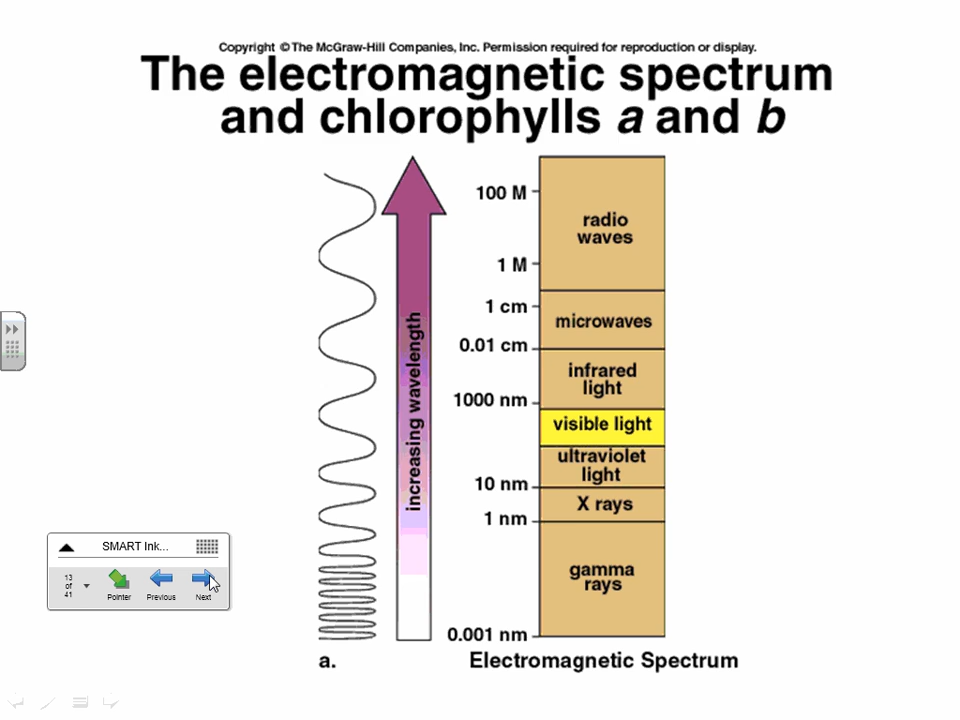 Copyright © The McGraw-Hill Companies, Inc. Permission required for reproduction or display.
The electromagnetic spectrum
and chlorophylls a and b
100 M
radio
waves
1 M
1 cm
microwaves
0.01 cm
infrared
light
1000 nm
visible light
ultraviolet
light
10 nm
X rays
1 nm
gamma
rays
0.001 nm
increasing wavelength
a.
Electromagnetic Spectrum
SMART Ink...
13
of
41
Pointer
Previous
Next